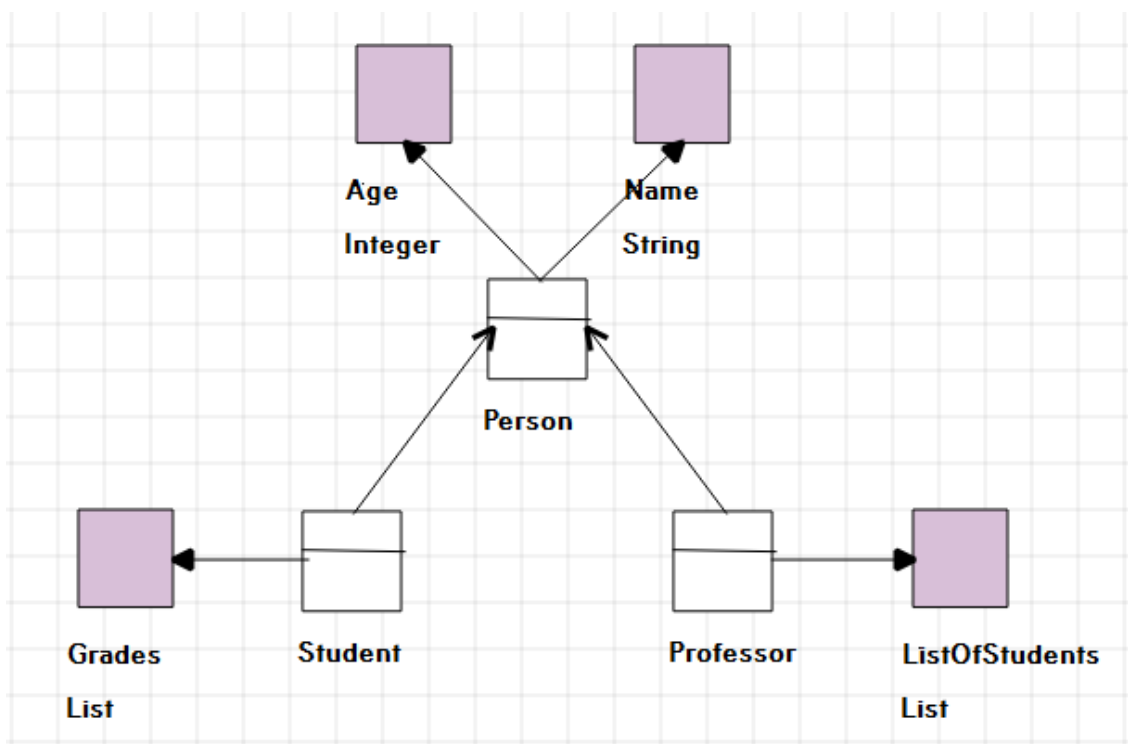 Age
Integer
Name
String
Person
Grades
List
Student
Professor
ListOfStudents
List